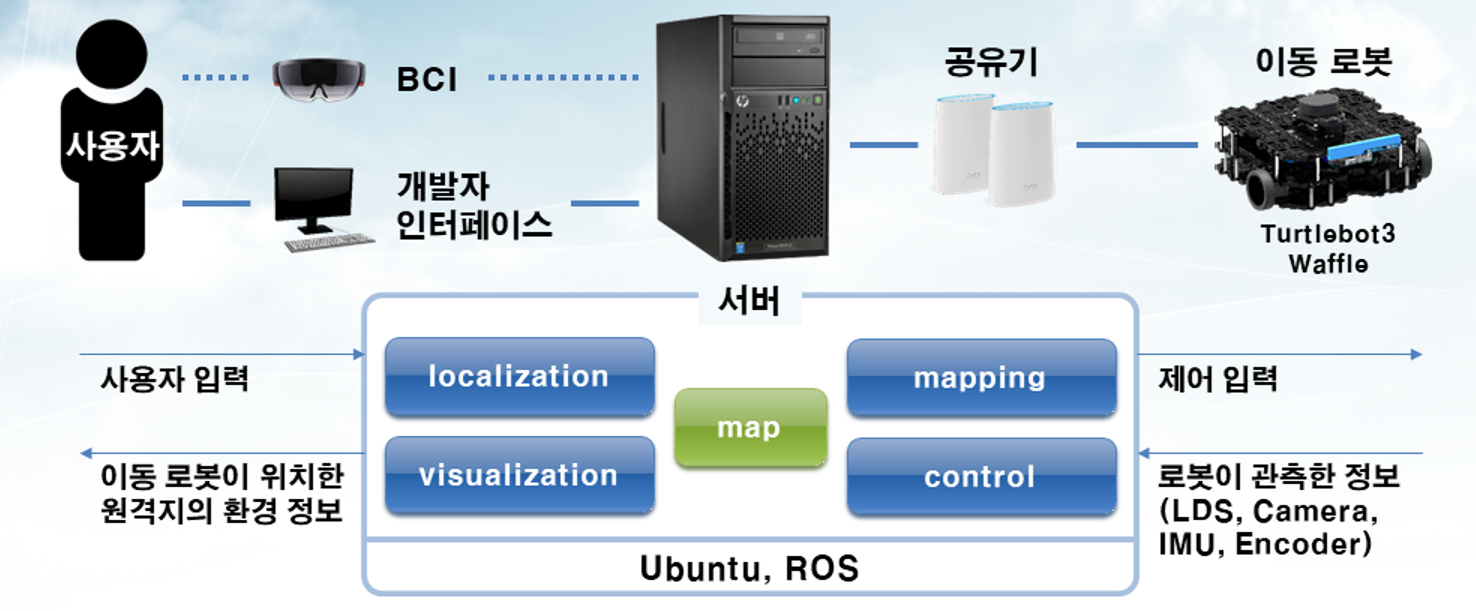 사용자
BCI
개발자
인터페이스
공유기
이동 로봇
Turtlebot3
Waffle
서버
사용자 입력
이동 로봇이 위치한
원격지의 환경 정보
localization
visualization
map
mapping
control
제어 입력
로봇이 관측한 정보
(LDS, Camera,
IMU, Encoder)
Ubuntu, ROS